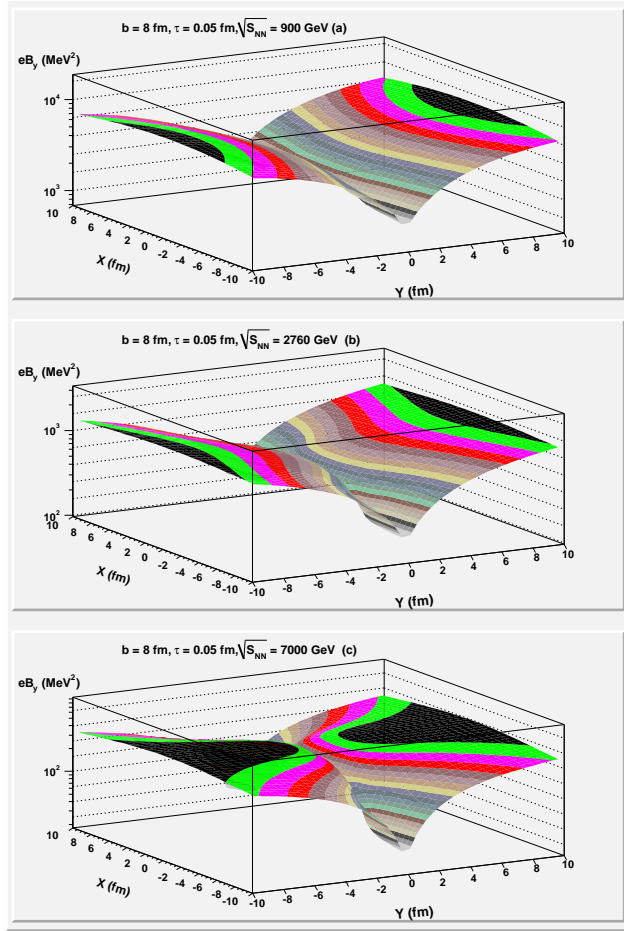 b = 8 fm, τ = 0.05 fm,√S_NN = 900 GeV (a)
eB_y (MeV²)
10⁴
10³
10 8 6 4 2 0 -2 -4 -6 -8 -10
X (fm)
-10 -8 -6 -4 -2 0 2 4 6 8 10
Y (fm)
b = 8 fm, τ = 0.05 fm,√S_NN = 2760 GeV (b)
eB_y (MeV²)
10³
10²
10 8 6 4 2 0 -2 -4 -6 -8 -10
X (fm)
-10 -8 -6 -4 -2 0 2 4 6 8 10
Y (fm)
b = 8 fm, τ = 0.05 fm,√S_NN = 7000 GeV (c)
eB_y (MeV²)
10²
10 8 6 4 2 0 -2 -4 -6 -8 -10
X (fm)
-10 -8 -6 -4 -2 0 2 4 6 8 10
Y (fm)